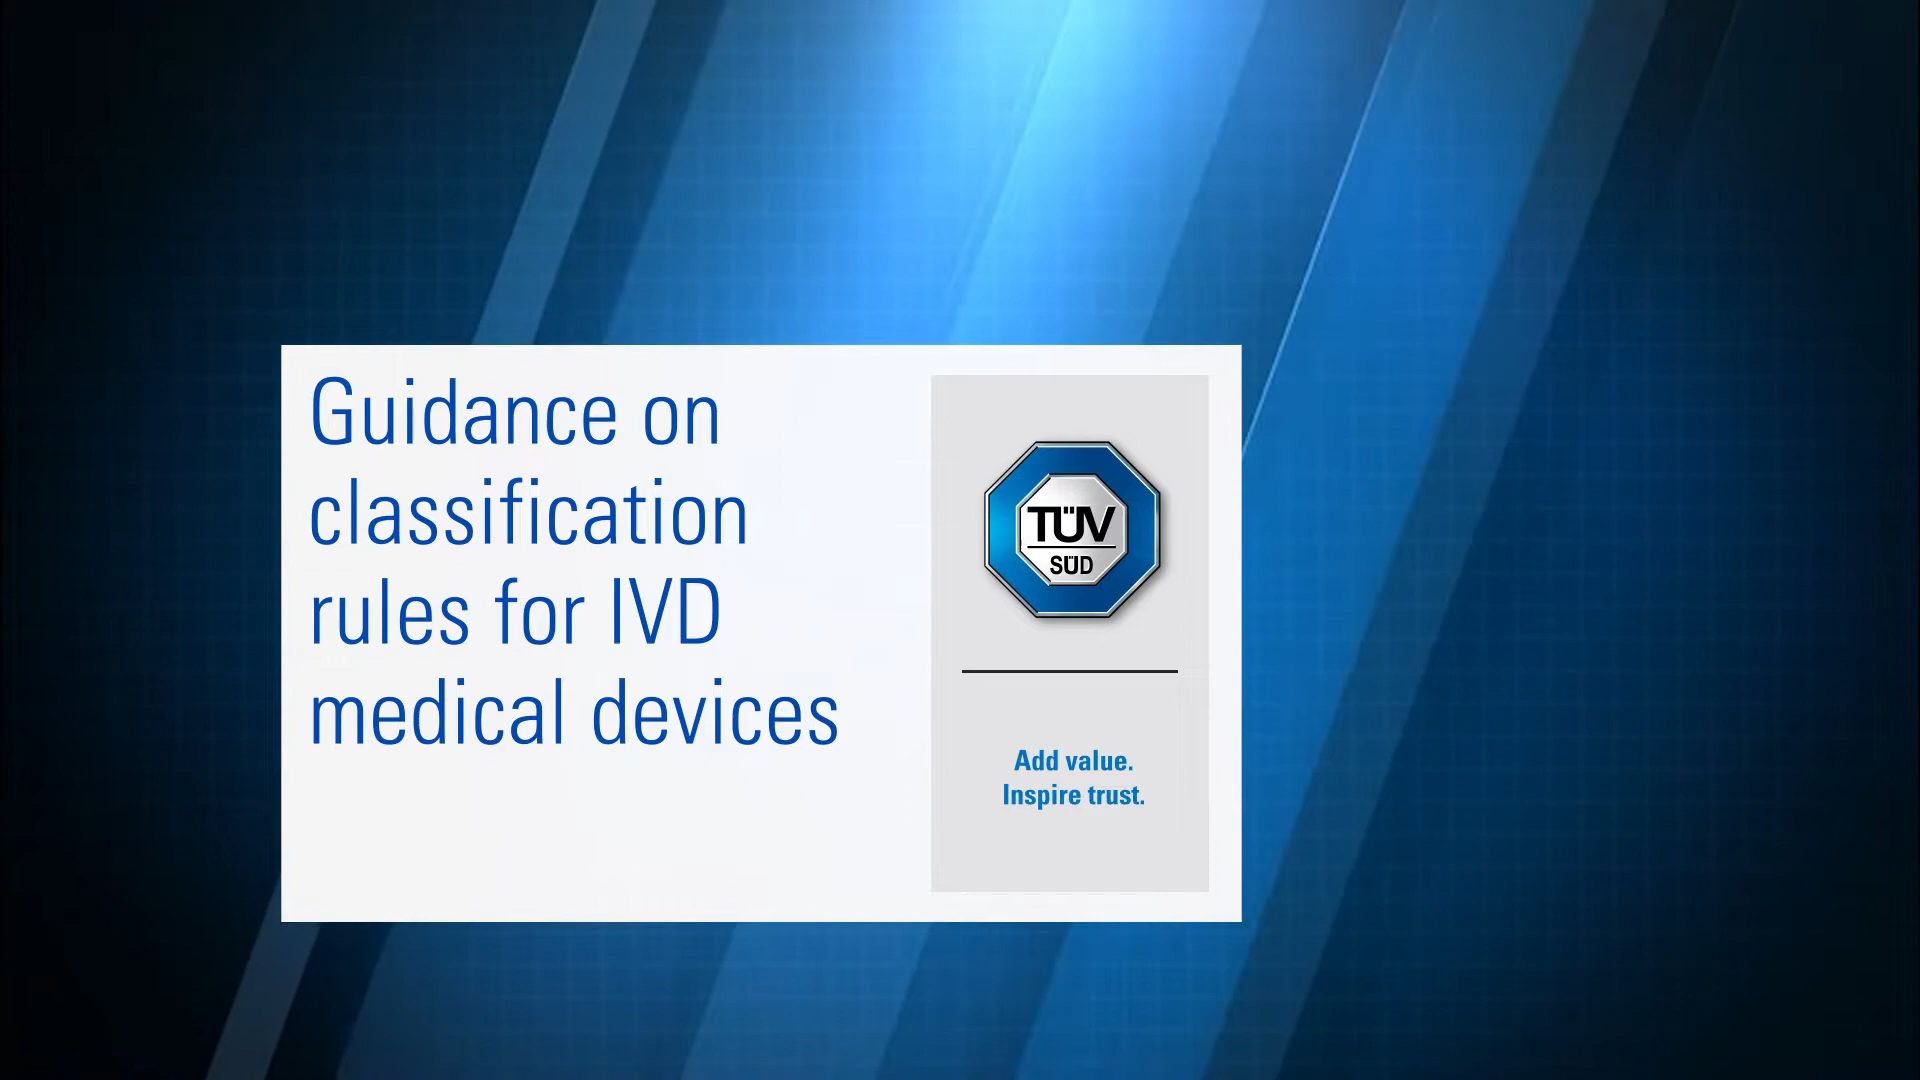 Guidance on
classification
rules for IVD
medical devices
TÜV
SÜD
Add value.
Inspire trust.